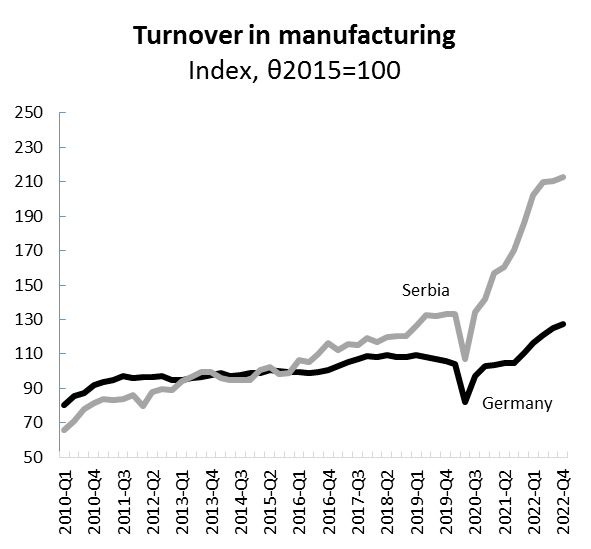 Turnover in manufacturing
Index, θ2015=100
250
230
210
190
170
150
130
110
90
70
50
Serbia
Germany
2010-Q1
2010-Q4
2011-Q3
2012-Q2
2013-Q1
2013-Q4
2014-Q3
2015-Q2
2016-Q1
2016-Q4
2017-Q3
2018-Q2
2019-Q1
2019-Q4
2020-Q3
2021-Q2
2022-Q1
2022-Q4